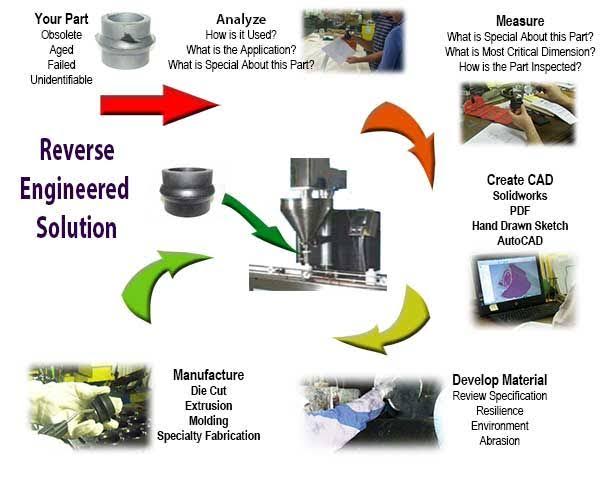 Your Part
Obsolete
Aged
Failed
Unidentifiable
Analyze
How is it Used?
What is the Application?
What is Special About this Part?
Measure
What is Special About this Part?
What is Most Critical Dimension?
How is the Part Inspected?
Reverse
Engineered
Solution
Create CAD
Solidworks
PDF
Hand Drawn Sketch
AutoCAD
Manufacture
Die Cut
Extrusion
Molding
Specialty Fabrication
Develop Material
Review Specification
Resilience
Environment
Abrasion